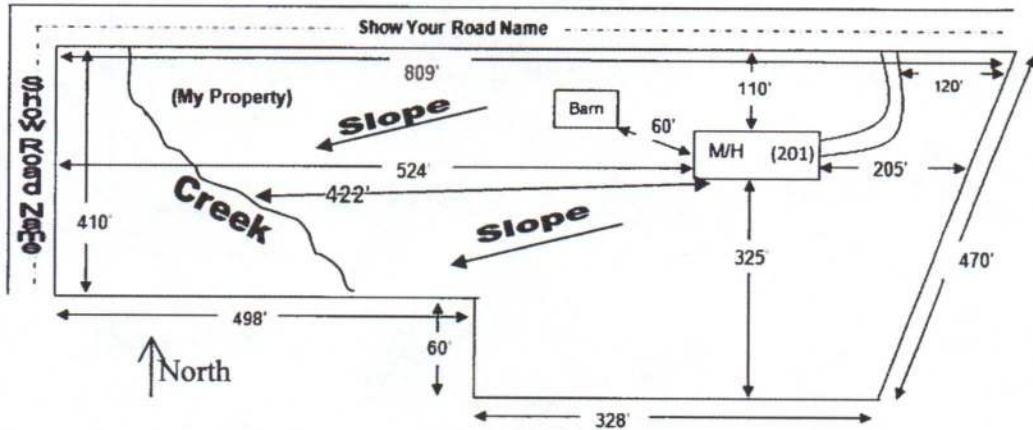 Show Your Road Name
809'
110'
120'
(My Property)
Barn
Slope
60'
M/H (201)
Show Road Name
524'
205'
422'
Creek
410'
Slope
325'
470'
498'
60'
North
328'